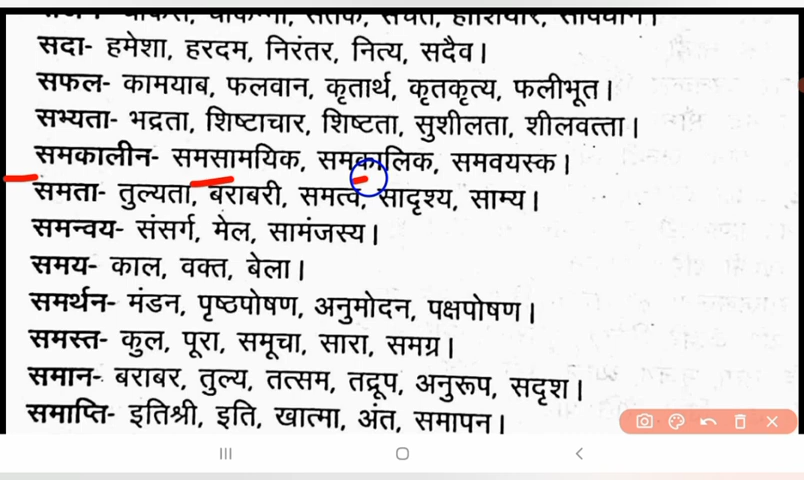 सतर्क, सचेत, होशियार, सावधान।
सदा- हमेशा, हरदम, निरंतर, नित्य, सदैव।
सफल- कामयाब, फलवान, कृतार्थ, कृतकृत्य, फलीभूत।
सभ्यता- भद्रता, शिष्टाचार, शिष्टता, सुशीलता, शीलवत्ता।
समकालीन- समसामयिक, समकालिक, समवयस्क।
समता- तुल्यता, बराबरी, समत्व, सादृश्य, साम्य।
समन्वय- संसर्ग, मेल, सामंजस्य।
समय- काल, वक्त, बेला।
समर्थन- मंडन, पृष्ठपोषण, अनुमोदन, पक्षपोषण।
समस्त- कुल, पूरा, समूचा, सारा, समग्र।
समान- बराबर, तुल्य, तत्सम, तद्रूप, अनुरूप, सदृश।
समाप्ति- इतिश्री, इति, खात्मा, अंत, समापन।